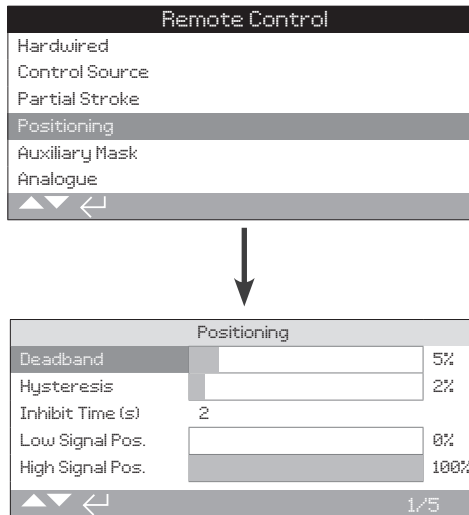 Remote Control
Hardwired
Control Source
Partial Stroke
Positioning
Auxiliary Mask
Analogue
Positioning
Deadband 5%
Hysteresis 2%
Inhibit Time (s) 2
Low Signal Pos. 0%
High Signal Pos. 100%
1/5